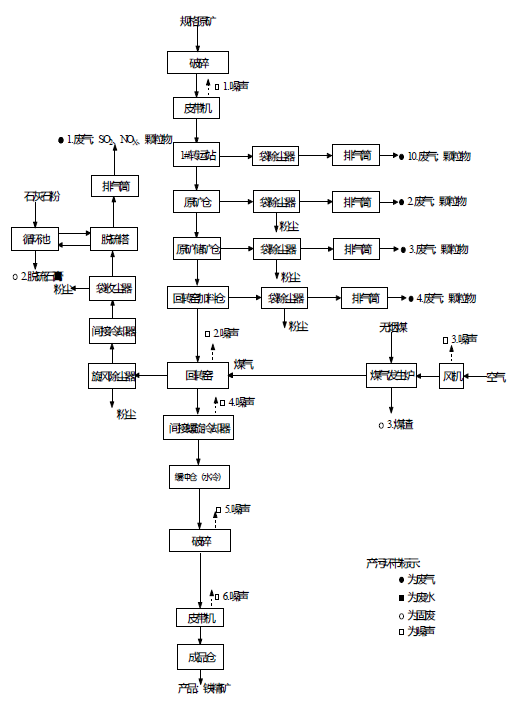 规格原矿
破碎
□ 1.噪声
皮带机
● 1.废气: SO2, NOX, 颗粒物
1#转运站
袋除尘器
排气筒
● 10.废气: 颗粒物
排气筒
石灰石粉
原矿仓
袋除尘器
排气筒
● 2.废气: 颗粒物
粉尘
循环池
脱硫塔
原矿储矿仓
袋除尘器
排气筒
● 3.废气: 颗粒物
○ 2.脱硫石膏
粉尘
粉尘
袋收尘器
回转窑加料仓
袋除尘器
排气筒
● 4.废气: 颗粒物
粉尘
间接冷却器
□ 2.噪声
无烟煤
□ 3.噪声
煤气
旋风除尘器
回转窑
煤气发生炉
风机
空气
粉尘
□ 4.噪声
○ 3.煤渣
间接螺旋冷却器
缓冲仓（水冷）
□ 5.噪声
破碎
□ 6.噪声
皮带机
成品仓
产品：铁精矿
产污环节标示:
● 为废气
■ 为废水
○ 为固废
□ 为噪声